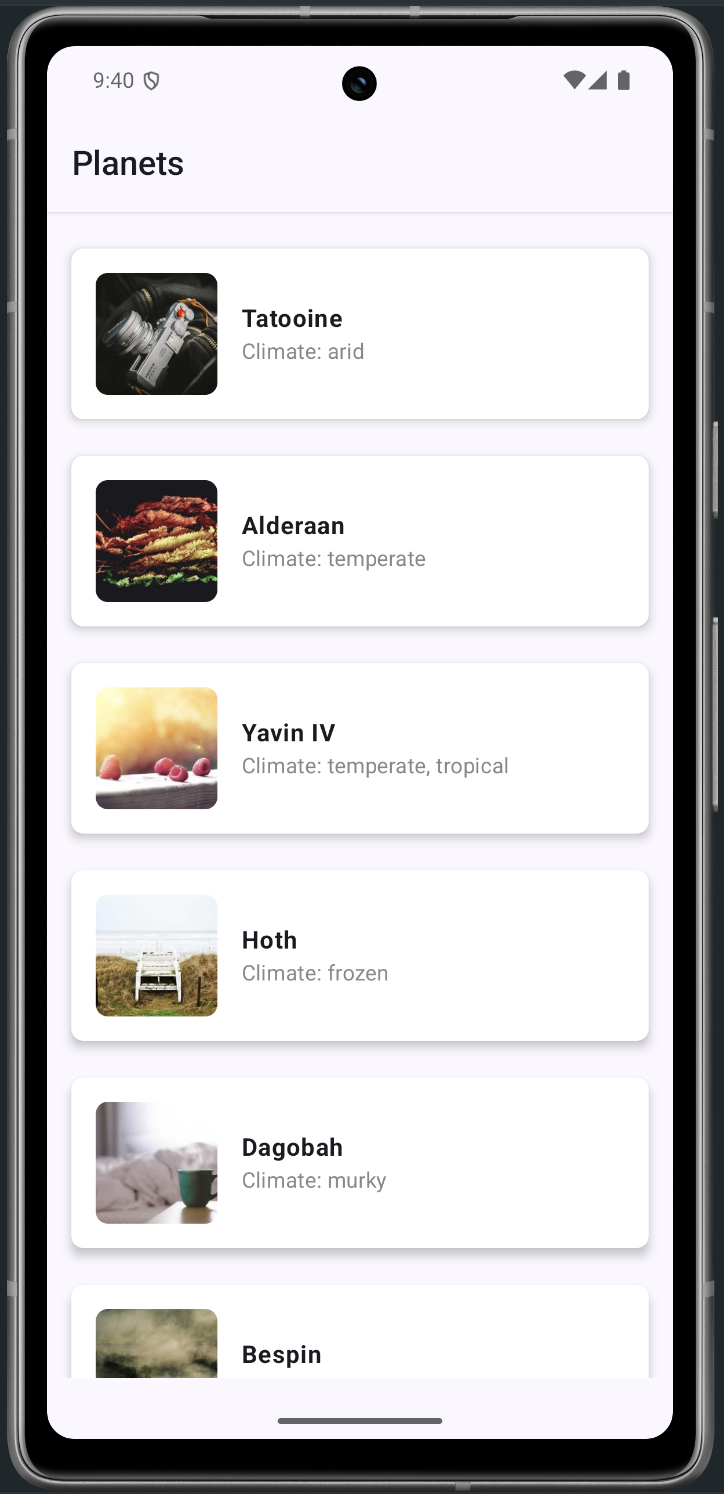 9:40
Planets
Tatooine
Climate: arid
Alderaan
Climate: temperate
Yavin IV
Climate: temperate, tropical
Hoth
Climate: frozen
Dagobah
Climate: murky
Bespin